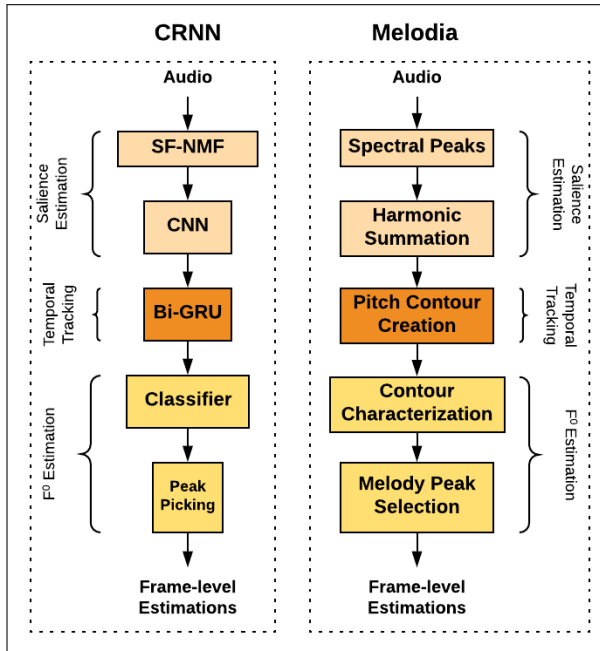 CRNN
Audio
SF-NMF
CNN
Bi-GRU
Classifier
Peak
Picking
Frame-level
Estimations
Salience
Estimation
Temporal
Tracking
F⁰ Estimation
Melodia
Audio
Spectral Peaks
Harmonic
Summation
Pitch Contour
Creation
Contour
Characterization
Melody Peak
Selection
Frame-level
Estimations
Salience
Estimation
Temporal
Tracking
F⁰ Estimation